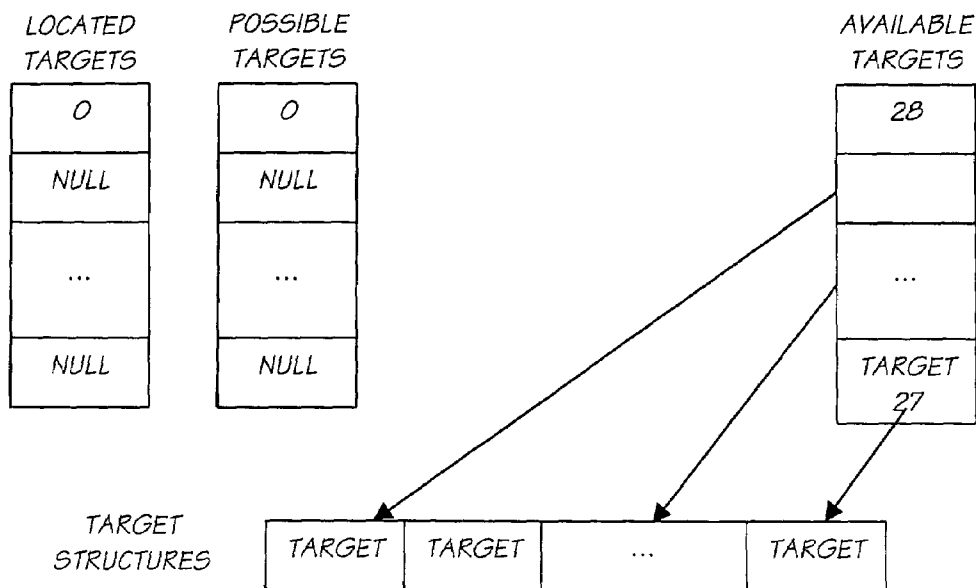 LOCATED TARGETS
POSSIBLE TARGETS
AVAILABLE TARGETS
0
0
28
NULL
NULL
...
...
...
NULL
NULL
TARGET
27
TARGET STRUCTURES
TARGET
TARGET
...
TARGET